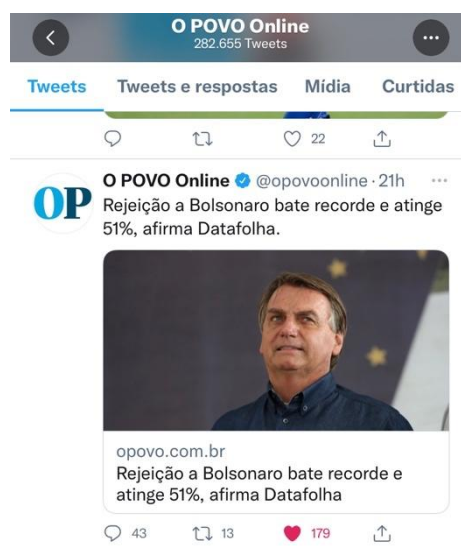 O POVO Online
282.655 Tweets
Tweets Tweets e respostas Mídia Curtidas
22
OP O POVO Online @opovoonline · 21h
Rejeição a Bolsonaro bate recorde e atinge
51%, afirma Datafolha.
opovo.com.br
Rejeição a Bolsonaro bate recorde e
atinge 51%, afirma Datafolha
43 13 179